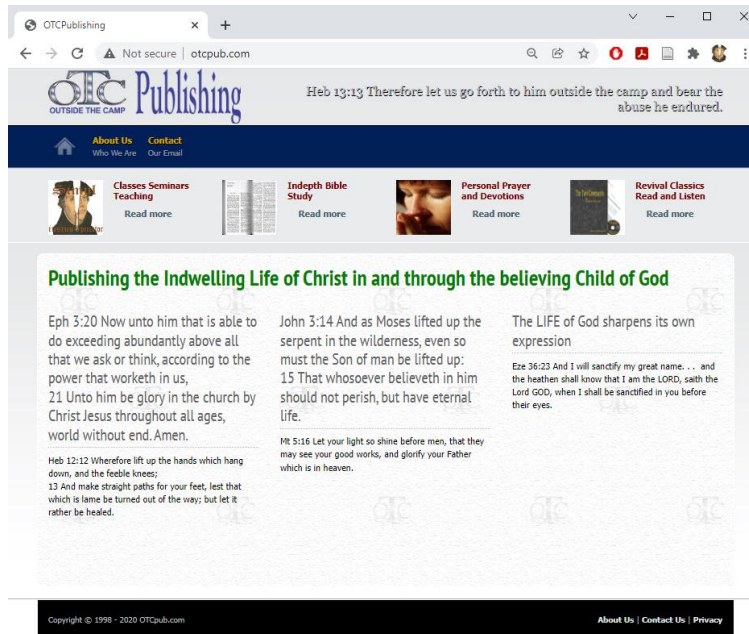 OTCPublishing
Not secure | otcpub.com
OTC Publishing
OUTSIDE THE CAMP
Heb 13:13 Therefore let us go forth to him outside the camp and bear the
abuse he endured.
About Us Contact
Who We Are Our Email
Classes Seminars
Teaching
Read more
Indepth Bible
Study
Read more
Personal Prayer
and Devotions
Read more
Revival Classics
Read and Listen
Read more
Publishing the Indwelling Life of Christ in and through the believing Child of God
Eph 3:20 Now unto him that is able to
do exceeding abundantly above all
that we ask or think, according to the
power that worketh in us,
21 Unto him be glory in the church by
Christ Jesus throughout all ages,
world without end. Amen.
Heb 12:12 Wherefore lift up the hands which hang
down, and the feeble knees;
13 And make straight paths for your feet, lest that
which is lame be turned out of the way; but let it
rather be healed.
John 3:14 And as Moses lifted up the
serpent in the wilderness, even so
must the Son of man be lifted up:
15 That whosoever believeth in him
should not perish, but have eternal
life.
Mt 5:16 Let your light so shine before men, that they
may see your good works, and glorify your Father
which is in heaven.
The LIFE of God sharpens its own
expression
Eze 36:23 And I will sanctify my great name. . . and
the heathen shall know that I am the LORD, saith the
Lord GOD, when I shall be sanctified in you before
their eyes.
Copyright © 1998 - 2020 OTCpub.com
About Us | Contact Us | Privacy